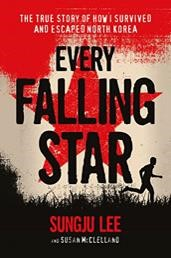 THE TRUE STORY OF HOW I SURVIVED
AND ESCAPED NORTH KOREA
EVERY
FALLING
STAR
SUNGJU LEE
AND SUSAN McCLELLAND